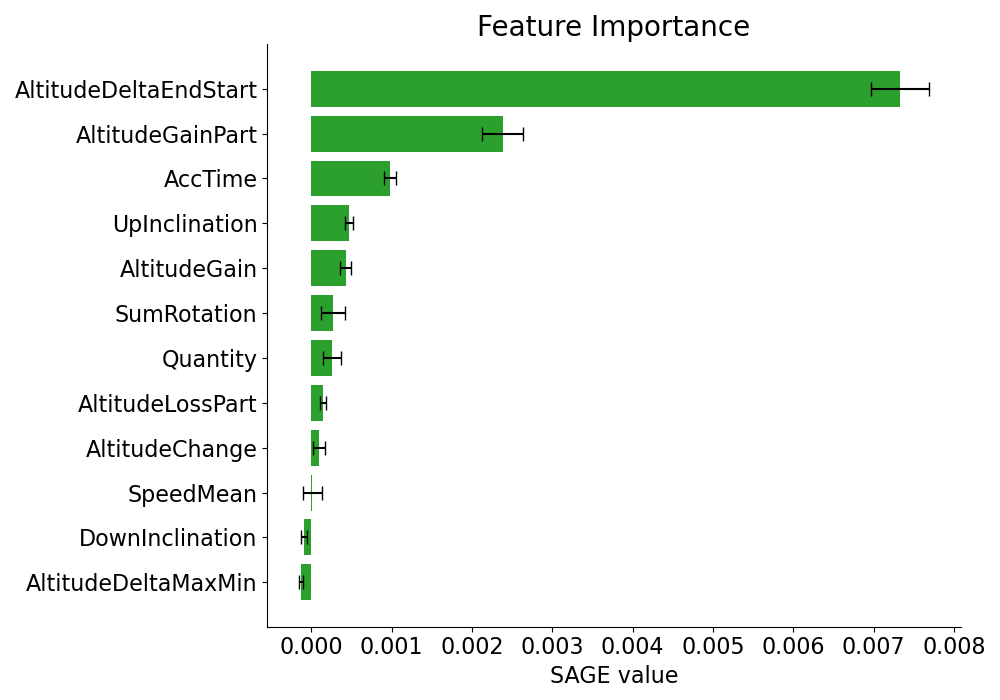 Feature Importance
AltitudeDeltaEndStart
AltitudeGainPart
AccTime
UpInclination
AltitudeGain
SumRotation
Quantity
AltitudeLossPart
AltitudeChange
SpeedMean
DownInclination
AltitudeDeltaMaxMin
0.000 0.001 0.002 0.003 0.004 0.005 0.006 0.007 0.008
SAGE value